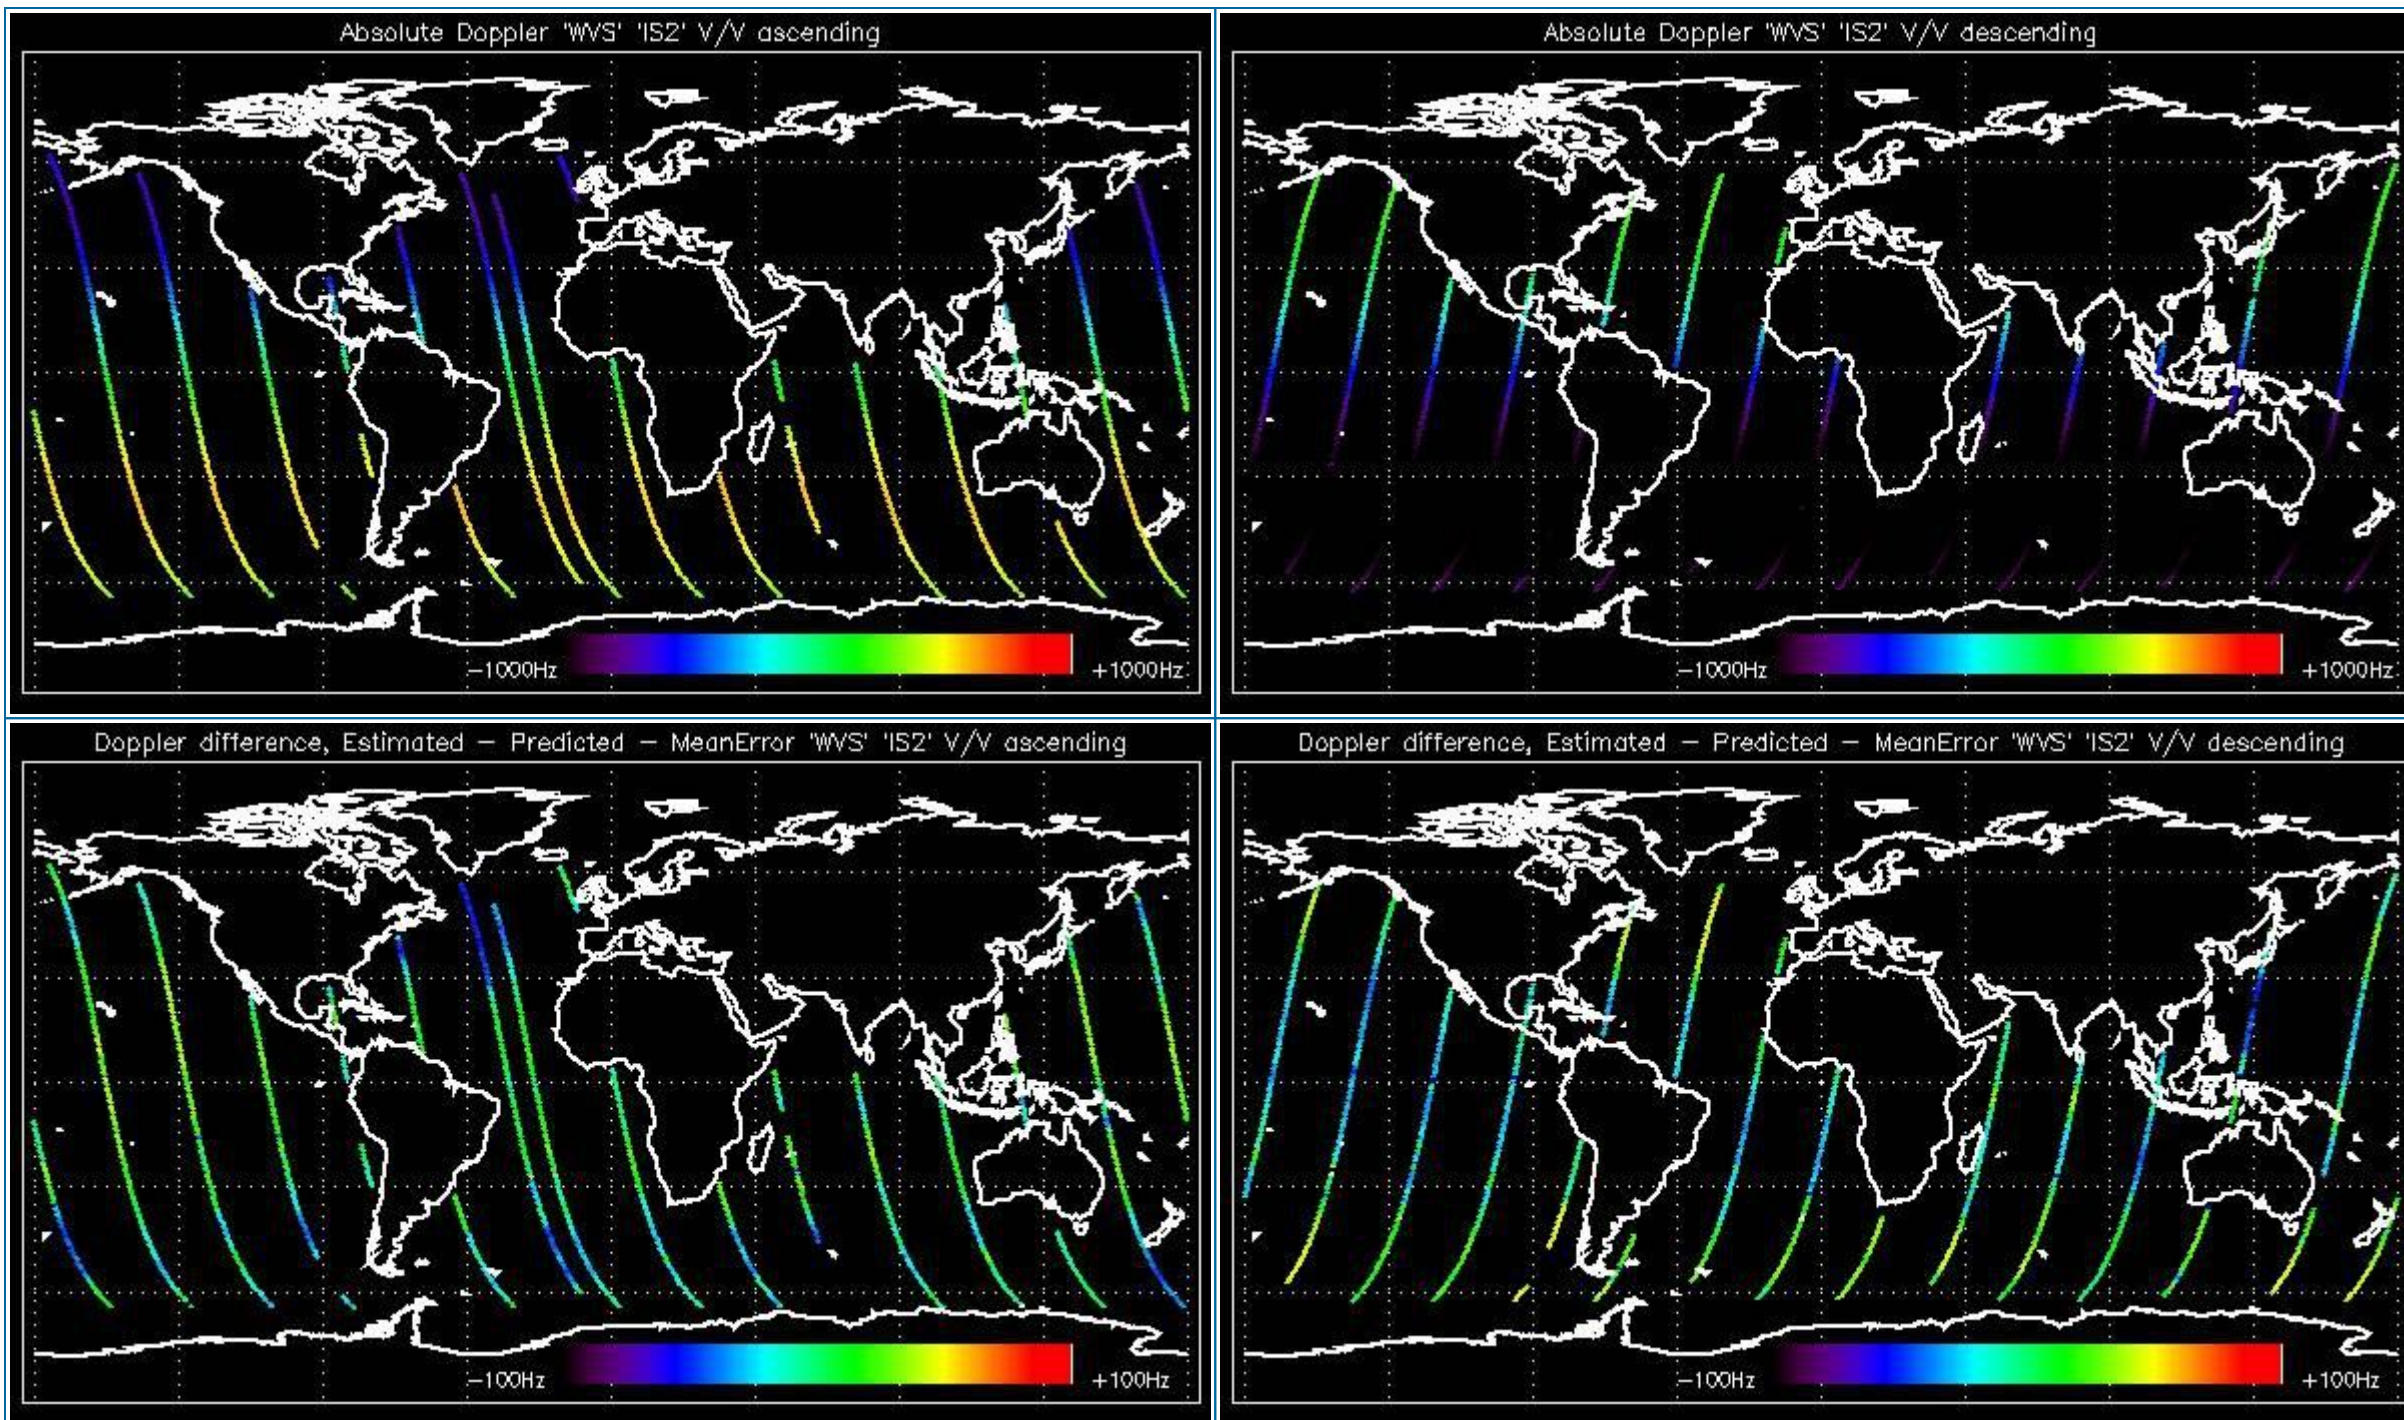 Absolute Doppler 'WVS' 'IS2' V/V ascending
-1000Hz
+1000Hz
Absolute Doppler 'WVS' 'IS2' V/V descending
-1000Hz
+1000Hz
Doppler difference, Estimated - Predicted - MeanError 'WVS' 'IS2' V/V ascending
-100Hz
+100Hz
Doppler difference, Estimated - Predicted - MeanError 'WVS' 'IS2' V/V descending
-100Hz
+100Hz